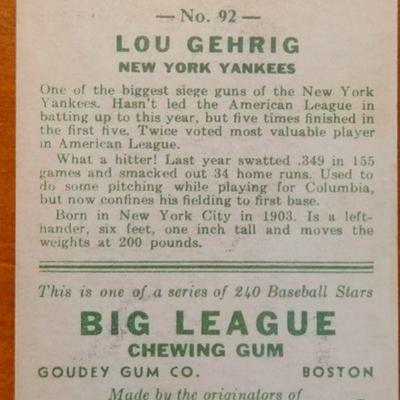 — No. 92 —
LOU GEHRIG
NEW YORK YANKEES
One of the biggest siege guns of the New York
Yankees. Hasn't led the American League in
batting up to this year, but five times finished in
the first five. Twice voted most valuable player
in American League.
What a hitter! Last year swatted .349 in 155
games and smacked out 34 home runs. Used to
do some pitching while playing for Columbia,
but now confines his fielding to first base.
Born in New York City in 1903. Is a left-
hander, six feet, one inch tall and moves the
weights at 200 pounds.
This is one of a series of 240 Baseball Stars
BIG LEAGUE
CHEWING GUM
GOUDEY GUM CO. BOSTON
Made by the originators of